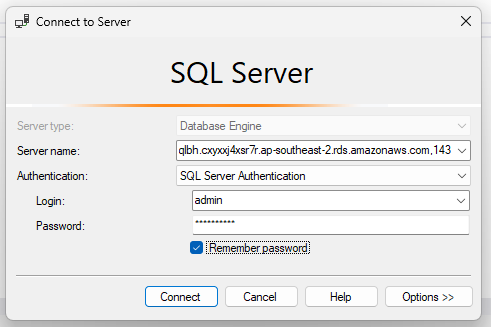 Connect to Server
SQL Server
Server type: Database Engine
Server name: qlbh.cxyxxj4xsr7r.ap-southeast-2.rds.amazonaws.com,143
Authentication: SQL Server Authentication
Login: admin
Password: **********
Remember password
Connect Cancel Help Options >>